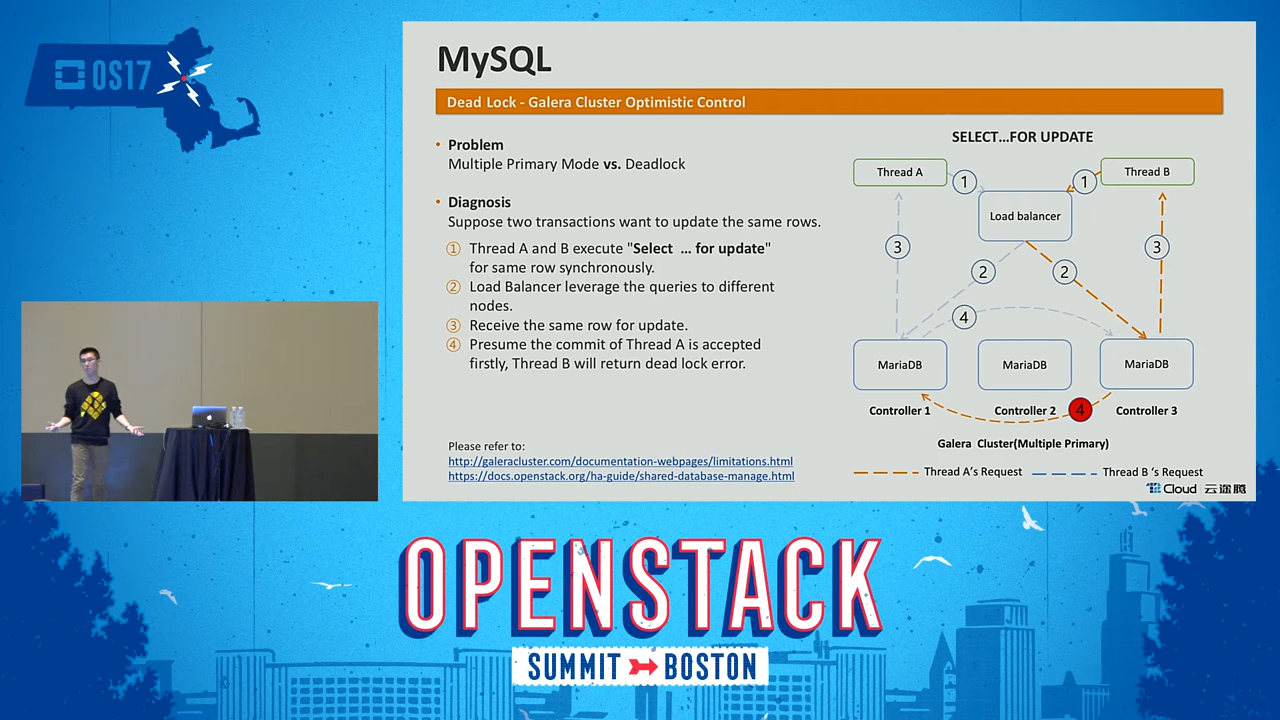 OS17
MySQL
Dead Lock - Galera Cluster Optimistic Control
• Problem
Multiple Primary Mode vs. Deadlock
• Diagnosis
Suppose two transactions want to update the same rows.
① Thread A and B execute "Select ... for update"
for same row synchronously.
② Load Balancer leverage the queries to different
nodes.
③ Receive the same row for update.
④ Presume the commit of Thread A is accepted
firstly, Thread B will return dead lock error.
Please refer to:
http://galeracluster.com/documentation-webpages/limitations.html
https://docs.openstack.org/ha-guide/shared-database-manage.html
SELECT...FOR UPDATE
Thread A
1
1
Thread B
Load balancer
3
2
2
3
4
MariaDB
MariaDB
MariaDB
Controller 1
Controller 2
4
Controller 3
Galera Cluster(Multiple Primary)
Thread A's Request
Thread B 's Request
Cloud 云途腾
OPENSTACK
SUMMIT BOSTON